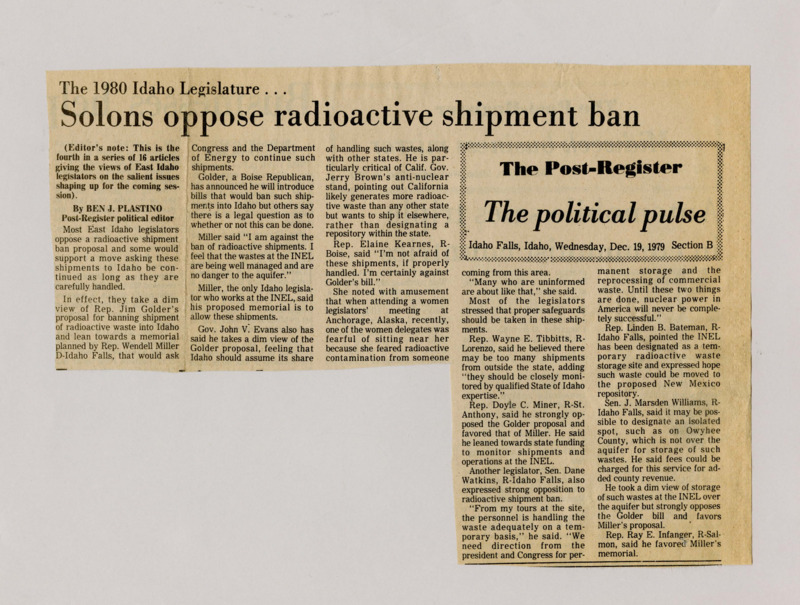 The 1980 Idaho Legislature . . .
Solons oppose radioactive shipment ban
(Editor's note: This is the
fourth in a series of 16 articles
giving the views of East Idaho
legislators on the salient issues
shaping up for the coming ses-
sion).
By BEN J. PLASTINO
Post-Register political editor
Most East Idaho legislators
oppose a radioactive shipment
ban proposal and some would
support a move asking these
shipments to Idaho be con-
tinued as long as they are
carefully handled.
In effect, they take a dim
view of Rep. Jim Golder's
proposal for banning shipment
of radioactive waste into Idaho
and lean towards a memorial
planned by Rep. Wendell Miller
D-Idaho Falls, that would ask
Congress and the Department
of Energy to continue such
shipments.
Golder, a Boise Republican,
has announced he will introduce
bills that would ban such ship-
ments into Idaho but others say
there is a legal question as to
whether or not this can be done.
Miller said "I am against the
ban of radioactive shipments. I
feel that the wastes at the INEL
are being well managed and are
no danger to the aquifer."
Miller, the only Idaho legisla-
tor who works at the INEL, said
his proposed memorial is to
allow these shipments.
Gov. John V. Evans also has
said he takes a dim view of the
Golder proposal, feeling that
Idaho should assume its share
of handling such wastes, along
with other states. He is par-
ticularly critical of Calif. Gov.
Jerry Brown's anti-nuclear
stand, pointing out California
likely generates more radioac-
tive waste than any other state
but wants to ship it elsewhere,
rather than designating a
repository within the state.
Rep. Elaine Kearnes, R-
Boise, said "I'm not afraid of
these shipments, if properly
handled. I'm certainly against
Golder's bill."
She noted with amusement
that when attending a women
legislators' meeting at
Anchorage, Alaska, recently,
one of the women delegates was
fearful of sitting near her
because she feared radioactive
contamination from someone
The Post-Register
The political pulse
Idaho Falls, Idaho, Wednesday, Dec. 19, 1979 Section B
coming from this area.
"Many who are uninformed
are about like that," she said.
Most of the legislators
stressed that proper safeguards
should be taken in these ship-
ments.
Rep. Wayne E. Tibbitts, R-
Lorenzo, said he believed there
may be too many shipments
from outside the state, adding
"they should be closely moni-
tored by qualified State of Idaho
expertise."
Rep. Doyle C. Miner, R-St.
Anthony, said he strongly op-
posed the Golder proposal and
favored that of Miller. He said
he leaned towards state funding
to monitor shipments and
operations at the INEL.
Another legislator, Sen. Dane
Watkins, R-Idaho Falls, also
expressed strong opposition to
radioactive shipment ban.
"From my tours at the site,
the personnel is handling the
waste adequately on a tem-
porary basis," he said. "We
need direction from the
president and Congress for per-
manent storage and the
reprocessing of commercial
waste. Until these two things
are done, nuclear power in
America will never be comple-
tely successful."
Rep. Linden B. Bateman, R-
Idaho Falls, pointed the INEL
has been designated as a tem-
porary radioactive waste
storage site and expressed hope
such waste could be moved to
the proposed New Mexico
repository.
Sen. J. Marsden Williams, R-
Idaho Falls, said it may be pos-
sible to designate an isolated
spot, such as on Owyhee
County, which is not over the
aquifer for storage of such
wastes. He said fees could be
charged for this service for ad-
ded county revenue.
He took a dim view of storage
of such wastes at the INEL over
the aquifer but strongly opposes
the Golder bill and favors
Miller's proposal.
Rep. Ray E. Infanger, R-Sal-
mon, said he favored Miller's
memorial.